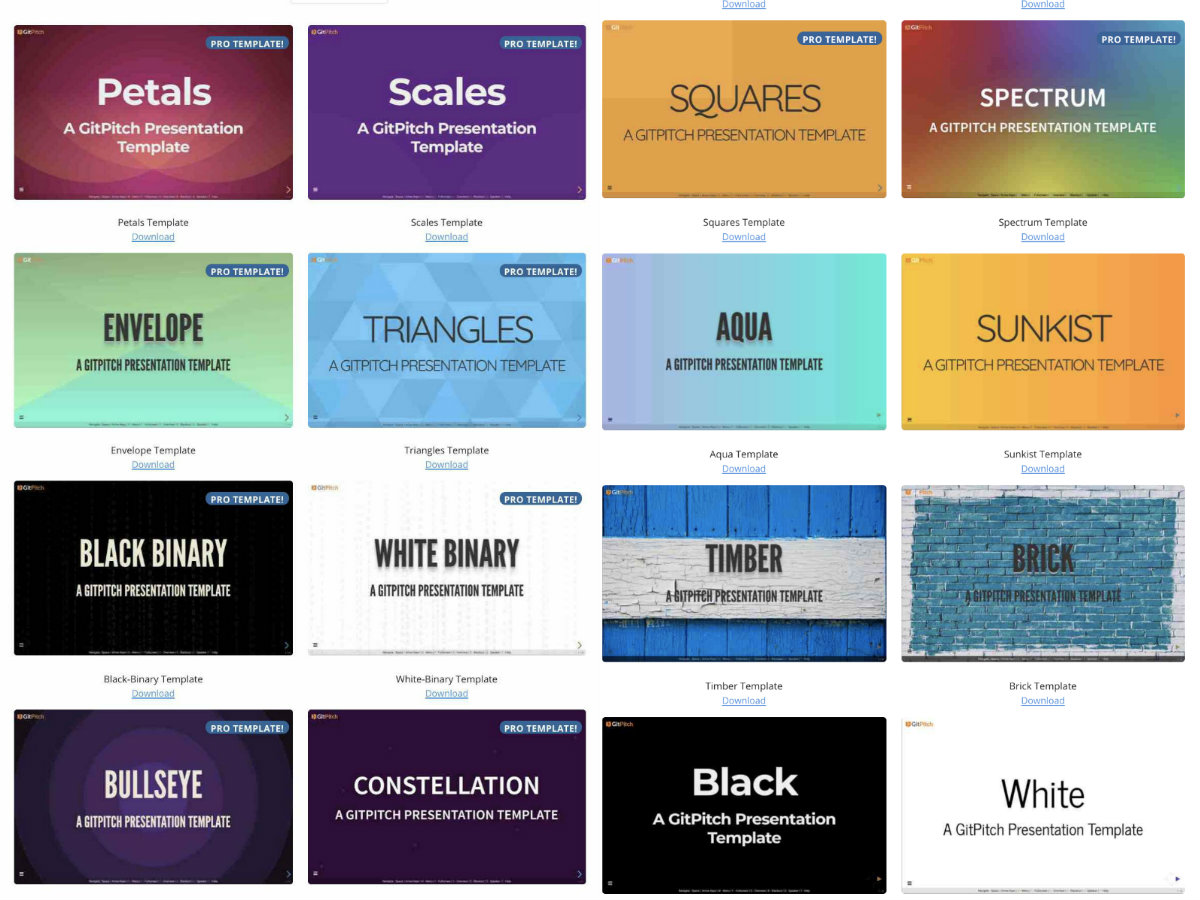 Download
Download
GitPitch
PRO TEMPLATE!
Petals
A GitPitch Presentation
Template
GitPitch
PRO TEMPLATE!
Scales
A GitPitch Presentation
Template
PRO TEMPLATE!
SQUARES
A GITPITCH PRESENTATION TEMPLATE
GitPitch
PRO TEMPLATE!
SPECTRUM
A GITPITCH PRESENTATION TEMPLATE
Petals Template
Download
Scales Template
Download
Squares Template
Download
Spectrum Template
Download
PRO TEMPLATE!
ENVELOPE
A GITPITCH PRESENTATION TEMPLATE
PRO TEMPLATE!
TRIANGLES
A GITPITCH PRESENTATION TEMPLATE
GitPitch
AQUA
A GITPITCH PRESENTATION TEMPLATE
GitPitch
SUNKIST
A GITPITCH PRESENTATION TEMPLATE
Envelope Template
Download
Triangles Template
Download
Aqua Template
Download
Sunkist Template
Download
GitPitch
PRO TEMPLATE!
BLACK BINARY
A GITPITCH PRESENTATION TEMPLATE
GitPitch
PRO TEMPLATE!
WHITE BINARY
A GITPITCH PRESENTATION TEMPLATE
GitPitch
TIMBER
A GITPITCH PRESENTATION TEMPLATE
BRICK
A GITPITCH PRESENTATION TEMPLATE
Black-Binary Template
Download
White-Binary Template
Download
Timber Template
Download
Brick Template
Download
GitPitch
PRO TEMPLATE!
BULLSEYE
A GITPITCH PRESENTATION TEMPLATE
GitPitch
PRO TEMPLATE!
CONSTELLATION
A GITPITCH PRESENTATION TEMPLATE
GitPitch
Black
A GitPitch Presentation
Template
GitPitch
White
A GitPitch Presentation Template